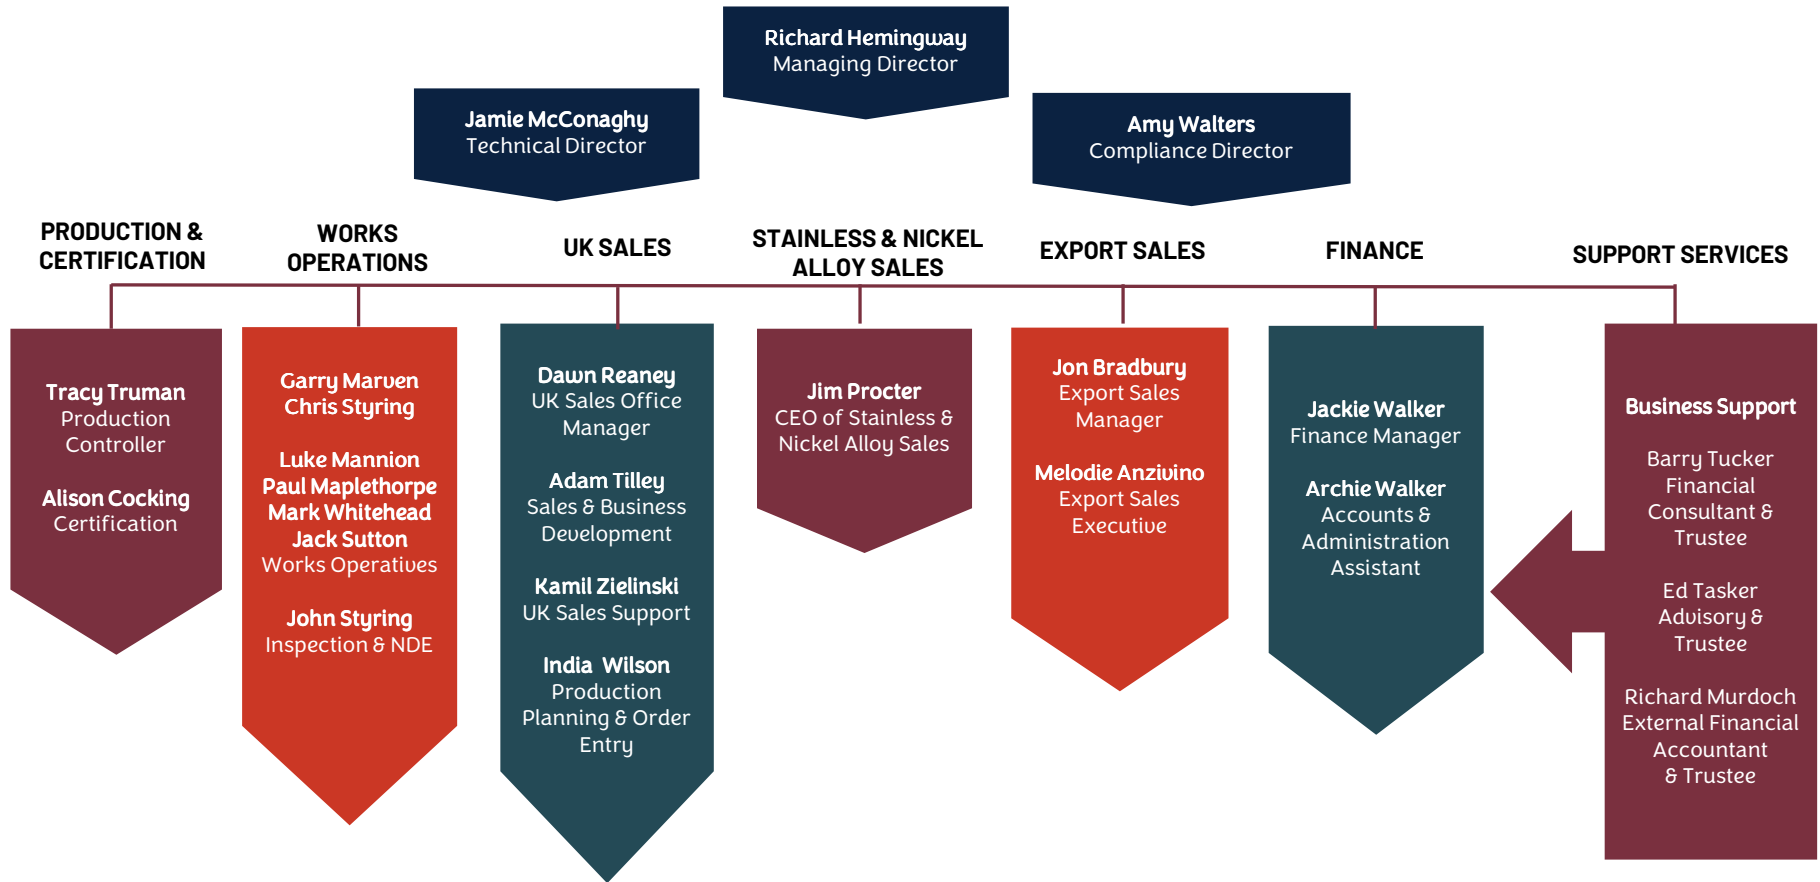 Richard Hemingway
Managing Director
Jamie McConaghy
Technical Director
Amy Walters
Compliance Director
PRODUCTION &
CERTIFICATION
WORKS
OPERATIONS
UK SALES
STAINLESS & NICKEL
ALLOY SALES
EXPORT SALES
FINANCE
SUPPORT SERVICES
Tracy Truman
Production
Controller
Alison Cocking
Certification
Garry Marven
Chris Styring
Luke Mannion
Paul Maplethorpe
Mark Whitehead
Jack Sutton
Works Operatives
John Styring
Inspection & NDE
Dawn Reaney
UK Sales Office
Manager
Adam Tilley
Sales & Business
Development
Kamil Zielinski
UK Sales Support
India Wilson
Production
Planning & Order
Entry
Jim Procter
CEO of Stainless &
Nickel Alloy Sales
Jon Bradbury
Export Sales
Manager
Melodie Anzivino
Export Sales
Executive
Jackie Walker
Finance Manager
Archie Walker
Accounts &
Administration
Assistant
Business Support
Barry Tucker
Financial
Consultant &
Trustee
Ed Tasker
Advisory &
Trustee
Richard Murdoch
External Financial
Accountant
& Trustee